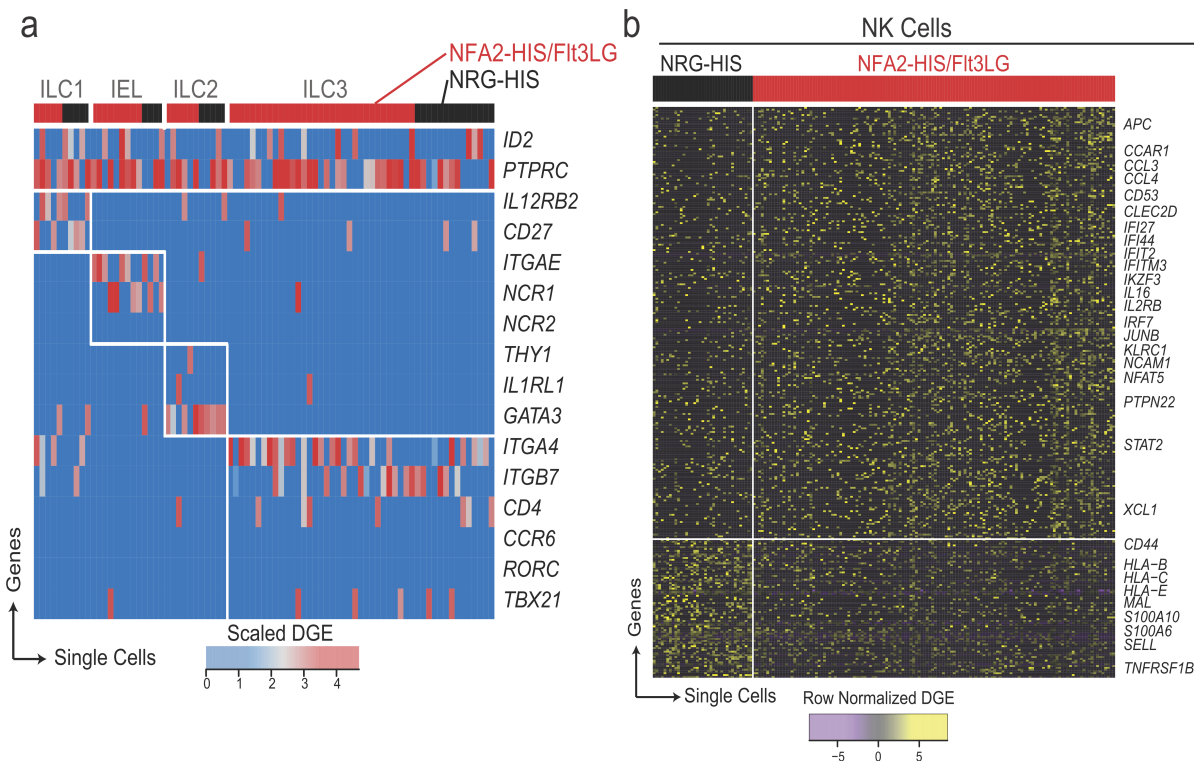 a
NFA2-HIS/Flt3LG
NRG-HIS
ILC1 IEL ILC2 ILC3
ID2
PTPRC
IL12RB2
CD27
ITGAE
NCR1
NCR2
THY1
IL1RL1
GATA3
ITGA4
ITGB7
CD4
CCR6
RORC
TBX21
Genes
Single Cells
Scaled DGE
0 1 2 3 4
b
NK Cells
NRG-HIS NFA2-HIS/Flt3LG
APC
CCAR1
CCL3
CCL4
CD53
CLEC2D
IFI27
IFI44
IFIT2
IFITM3
IKZF3
IL16
IL2RB
IRF7
JUNB
KLRC1
NCAM1
NFAT5
PTPN22
STAT2
XCL1
CD44
HLA−B
HLA−C
HLA−E
MAL
S100A10
S100A6
SELL
TNFRSF1B
Genes
Single Cells
Row Normalized DGE
−5 0 5